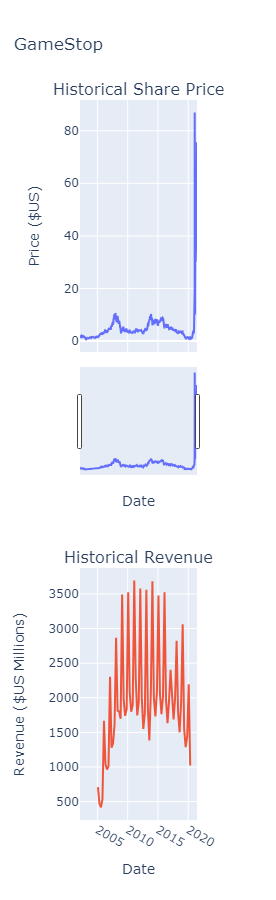 GameStop
Historical Share Price
80
60
40
20
0
Price ($US)
Date
Historical Revenue
3500
3000
2500
2000
1500
1000
500
Revenue ($US Millions)
2005
2010
2015
2020
Date